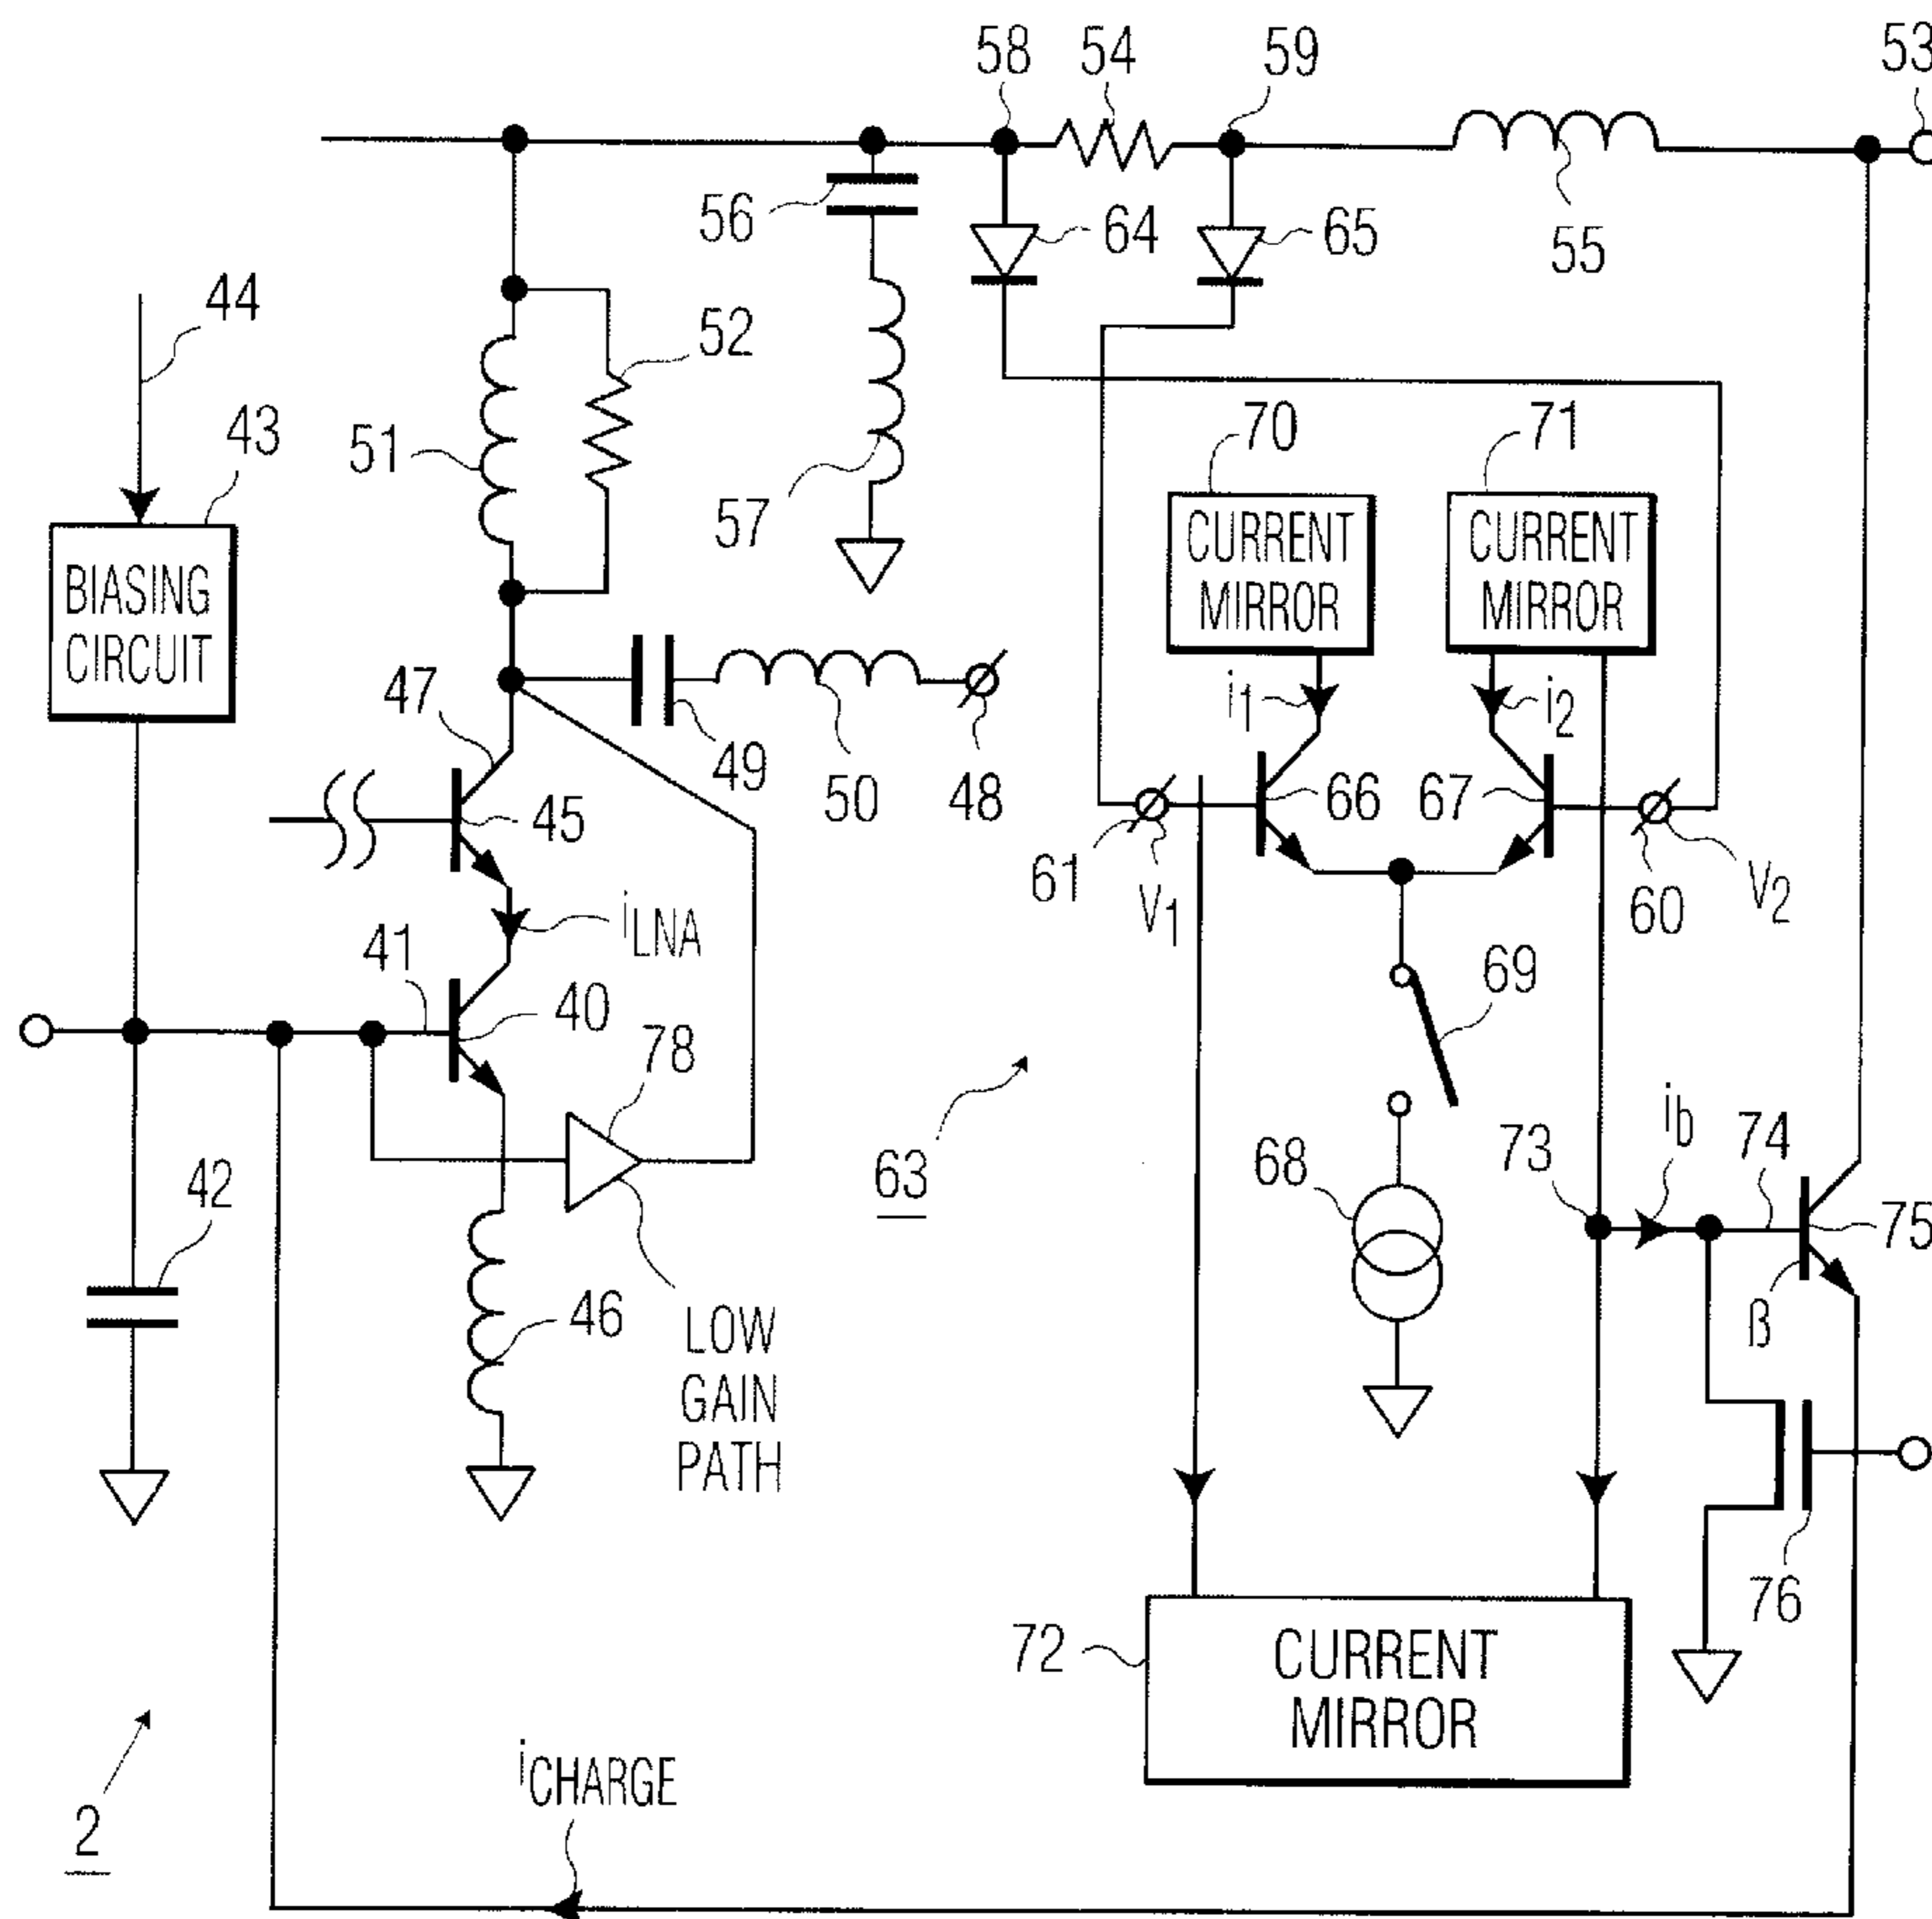 58 54 59 53
56 64 65 55
44 52
43 51 57 70 71
BIASING
CIRCUIT
CURRENT
MIRROR
CURRENT
MIRROR
47 49 50 48 i1 i2
45 66 67
61 V1 60 V2
iLNA
41 40 78 69
42 63 68 73 ib 74 75
46 ß
LOW
GAIN
PATH
76
72 CURRENT
MIRROR
iCHARGE
2